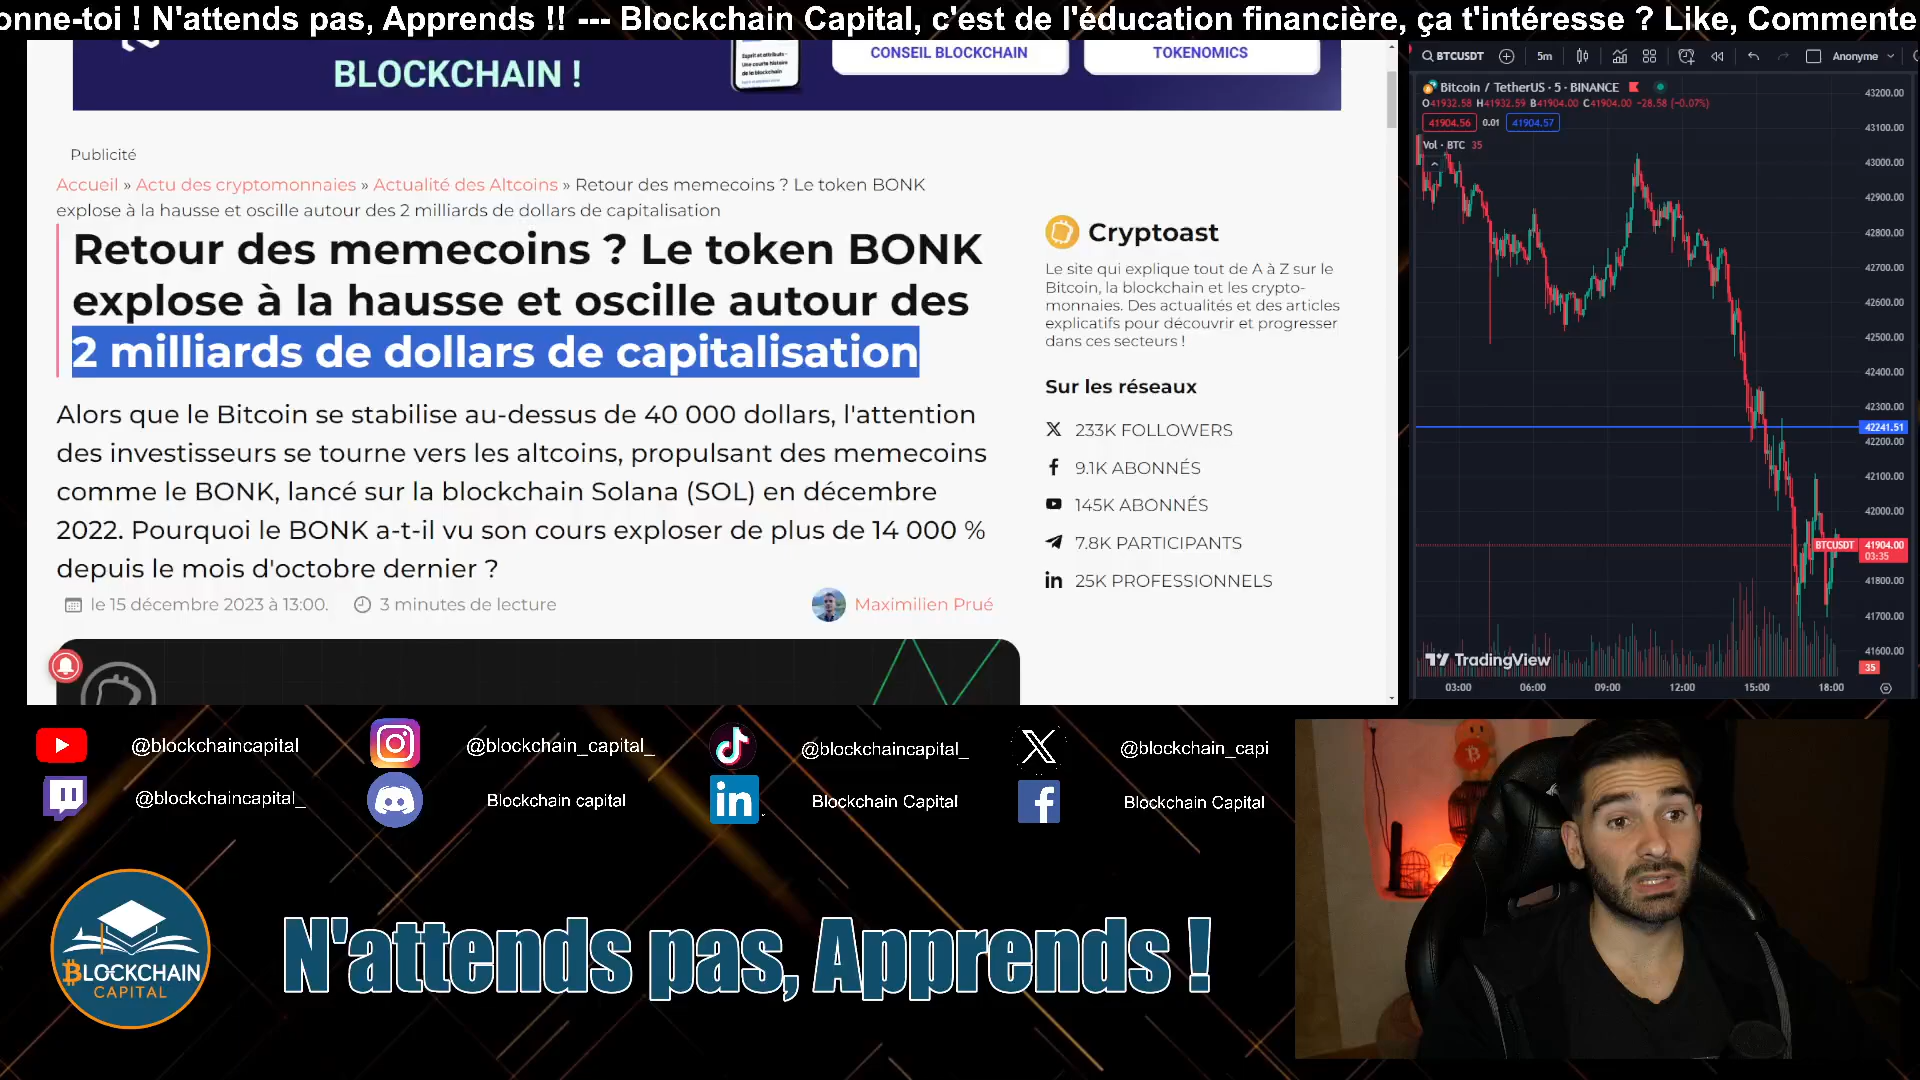 onne-toi ! N'attends pas, Apprends !! --- Blockchain Capital, c'est de l'éducation financière, ça t'intéresse ? Like, Commente
BLOCKCHAIN !
CONSEIL BLOCKCHAIN
TOKENOMICS
Publicité
Accueil » Actu des cryptomonnaies » Actualité des Altcoins » Retour des memecoins ? Le token BONK
explose à la hausse et oscille autour des 2 milliards de dollars de capitalisation
Retour des memecoins ? Le token BONK
explose à la hausse et oscille autour des
2 milliards de dollars de capitalisation
Alors que le Bitcoin se stabilise au-dessus de 40 000 dollars, l'attention
des investisseurs se tourne vers les altcoins, propulsant des memecoins
comme le BONK, lancé sur la blockchain Solana (SOL) en décembre
2022. Pourquoi le BONK a-t-il vu son cours exploser de plus de 14 000 %
depuis le mois d'octobre dernier ?
le 15 décembre 2023 à 13:00.
3 minutes de lecture
Maximilien Prué
Cryptoast
Le site qui explique tout de A à Z sur le
Bitcoin, la blockchain et les crypto-
monnaies. Des actualités et des articles
explicatifs pour découvrir et progresser
dans ces secteurs !
Sur les réseaux
233K FOLLOWERS
9.1K ABONNÉS
145K ABONNÉS
7.8K PARTICIPANTS
25K PROFESSIONNELS
BTCUSDT
5m
Anonyme
Bitcoin / TetherUS · 5 · BINANCE
O41932.58 H41932.59 B41904.00 C41904.00 −28.58 (−0.07%)
41904.56
0.01
41904.57
Vol · BTC 35
43200.00
43100.00
43000.00
42900.00
42800.00
42700.00
42600.00
42500.00
42400.00
42300.00
42241.51
42200.00
42100.00
42000.00
BTCUSDT
41904.00
03:35
41800.00
41700.00
41600.00
35
TradingView
03:00
06:00
09:00
12:00
15:00
18:00
@blockchaincapital
@blockchain_capital_
@blockchaincapital_
@blockchain_capi
@blockchaincapital_
Blockchain capital
Blockchain Capital
Blockchain Capital
BLOCKCHAIN
CAPITAL
N'attends pas, Apprends !